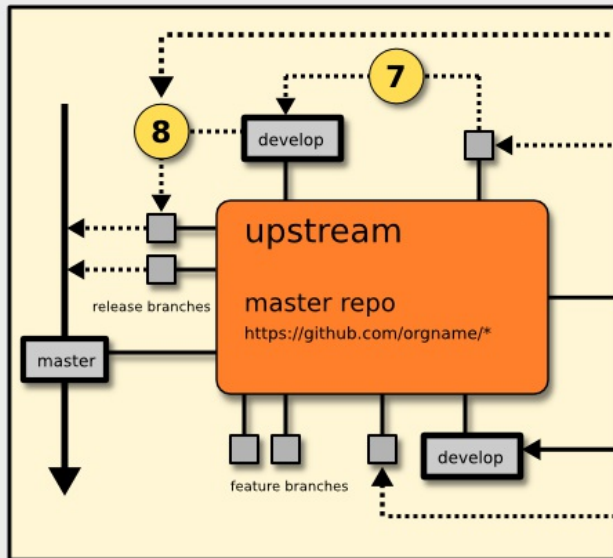 7
8
develop
upstream
release branches
master repo
https://github.com/orgname/*
master
develop
feature branches